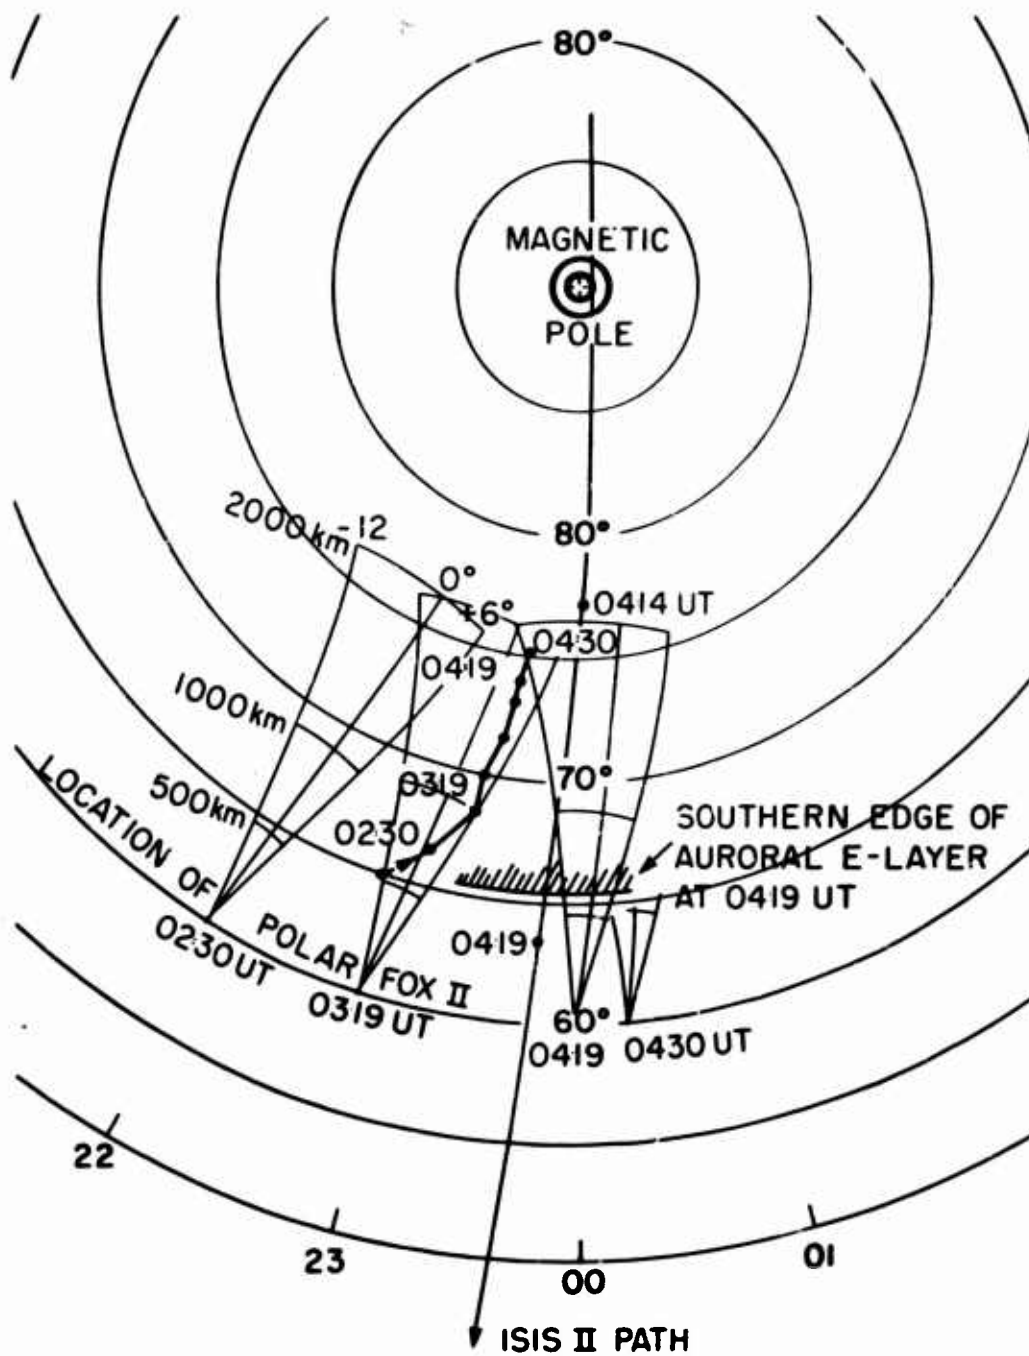 80°
MAGNETIC
POLE
80°
2000km
-12
0°
+6°
0414 UT
0430
0419
1000km
70°
0319
500km
0230
SOUTHERN EDGE OF
AURORAL E-LAYER
AT 0419 UT
LOCATION OF POLAR FOX II
0419
0230 UT
0319 UT
60°
0419
0430 UT
22
23
00
01
ISIS II PATH